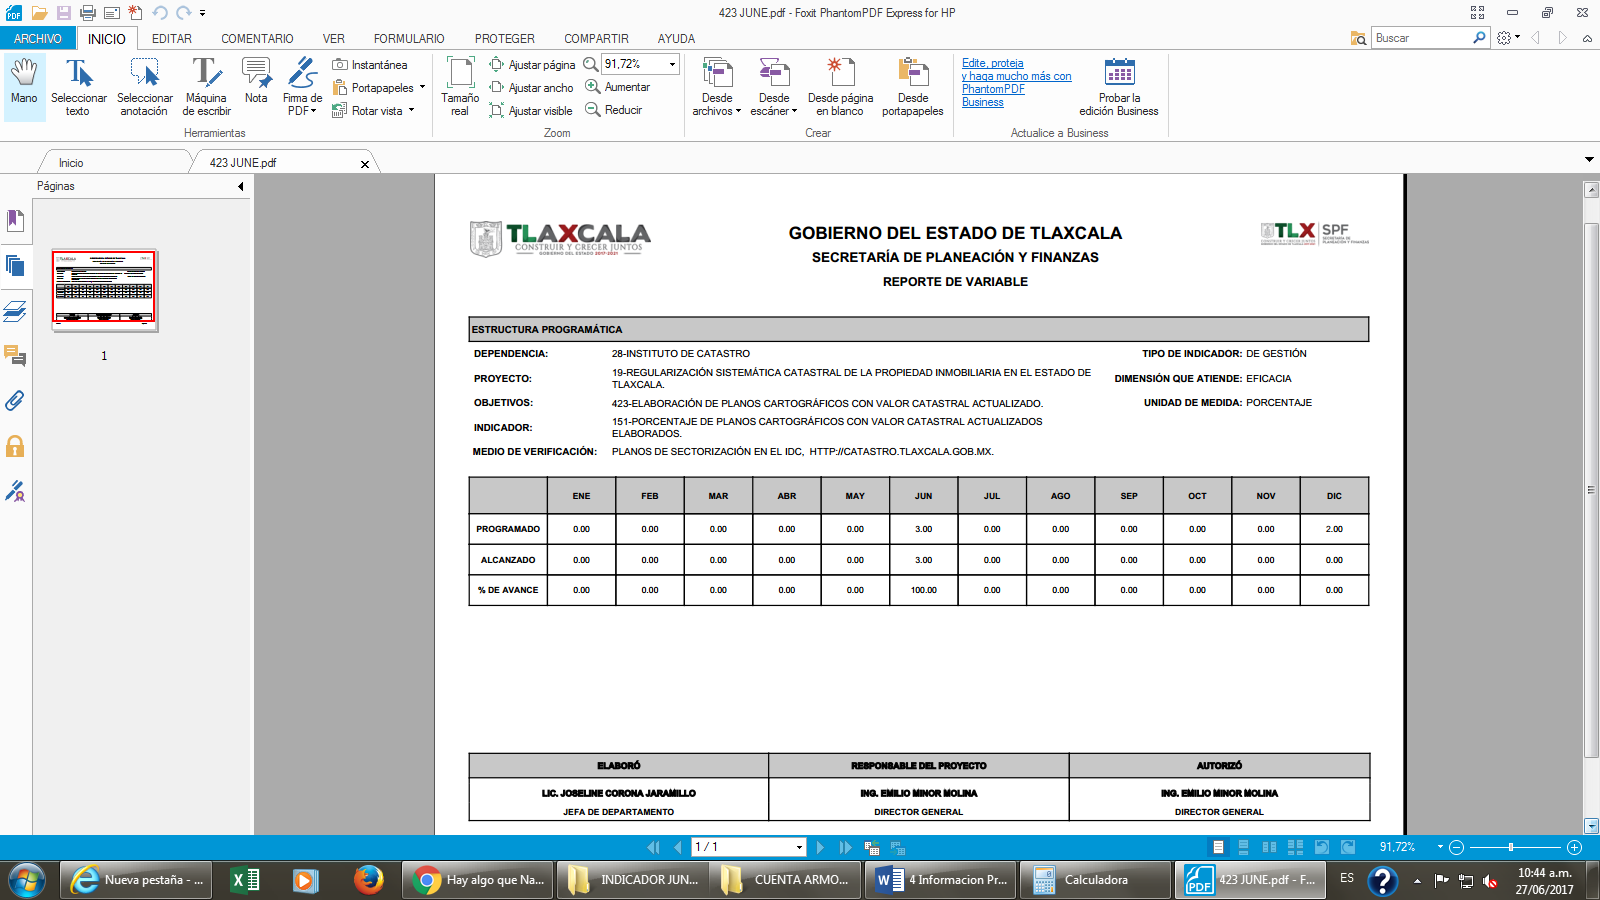 423 JUNE.pdf - Foxit PhantomPDF Express for HP
ARCHIVO INICIO EDITAR COMENTARIO VER FORMULARIO PROTEGER COMPARTIR AYUDA Buscar
Mano
Seleccionar texto
Seleccionar anotación
Máquina de escribir
Nota
Firma de PDF
Instantánea
Portapapeles
Rotar vista
Herramientas
Tamaño real
Ajustar página
Ajustar ancho
Ajustar visible
91,72%
Aumentar
Reducir
Zoom
Desde archivos
Desde escáner
Desde página en blanco
Desde portapapeles
Crear
Edite, proteja
y haga mucho más con
PhantomPDF
Business
Probar la edición Business
Actualice a Business
Inicio 423 JUNE.pdf
Páginas
1
TLAXCALA
CONSTRUIR Y CRECER JUNTOS
GOBIERNO DEL ESTADO 2017-2021
GOBIERNO DEL ESTADO DE TLAXCALA
SECRETARÍA DE PLANEACIÓN Y FINANZAS
REPORTE DE VARIABLE
TLX SPF
ESTRUCTURA PROGRAMÁTICA
DEPENDENCIA: 28-INSTITUTO DE CATASTRO TIPO DE INDICADOR: DE GESTIÓN
PROYECTO: 19-REGULARIZACIÓN SISTEMÁTICA CATASTRAL DE LA PROPIEDAD INMOBILIARIA EN EL ESTADO DE
TLAXCALA.
DIMENSIÓN QUE ATIENDE: EFICACIA
OBJETIVOS: 423-ELABORACIÓN DE PLANOS CARTOGRÁFICOS CON VALOR CATASTRAL ACTUALIZADO. UNIDAD DE MEDIDA: PORCENTAJE
INDICADOR: 151-PORCENTAJE DE PLANOS CARTOGRÁFICOS CON VALOR CATASTRAL ACTUALIZADOS
ELABORADOS.
MEDIO DE VERIFICACIÓN: PLANOS DE SECTORIZACIÓN EN EL IDC, HTTP://CATASTRO.TLAXCALA.GOB.MX.
ENE FEB MAR ABR MAY JUN JUL AGO SEP OCT NOV DIC
PROGRAMADO 0.00 0.00 0.00 0.00 0.00 3.00 0.00 0.00 0.00 0.00 0.00 2.00
ALCANZADO 0.00 0.00 0.00 0.00 0.00 3.00 0.00 0.00 0.00 0.00 0.00 0.00
% DE AVANCE 0.00 0.00 0.00 0.00 0.00 100.00 0.00 0.00 0.00 0.00 0.00 0.00
ELABORÓ RESPONSABLE DEL PROYECTO AUTORIZÓ
LIC. JOSELINE CORONA JARAMILLO ING. EMILIO MINOR MOLINA ING. EMILIO MINOR MOLINA
JEFA DE DEPARTAMENTO DIRECTOR GENERAL DIRECTOR GENERAL
1 / 1 91,72%
Nueva pestaña - ... Hay algo que Na... INDICADOR JUN... CUENTA ARMO... 4 Informacion Pr... Calculadora 423 JUNE.pdf - F... ES 10:44 a.m.
27/06/2017